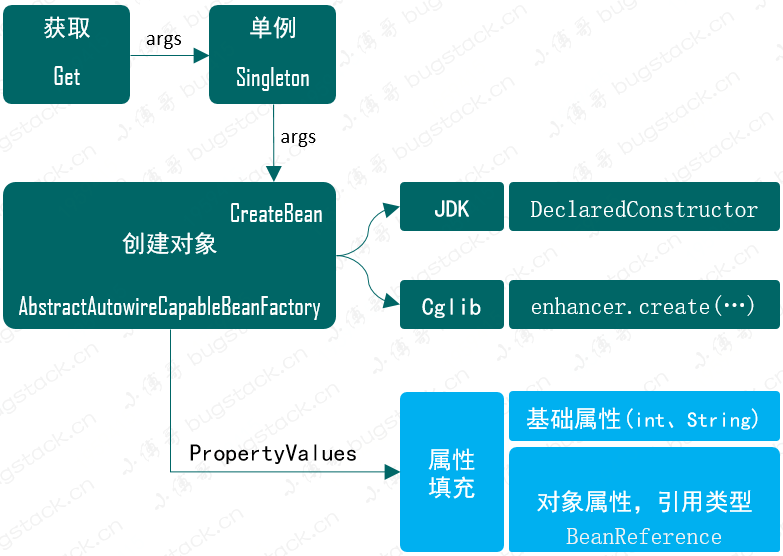 获取
Get
args
单例
Singleton
args
CreateBean
创建对象
AbstractAutowireCapableBeanFactory
JDK
DeclaredConstructor
Cglib
enhancer.create(…)
PropertyValues
属性
填充
基础属性(int、String)
对象属性，引用类型
BeanReference
小傅哥 bugstack.cn